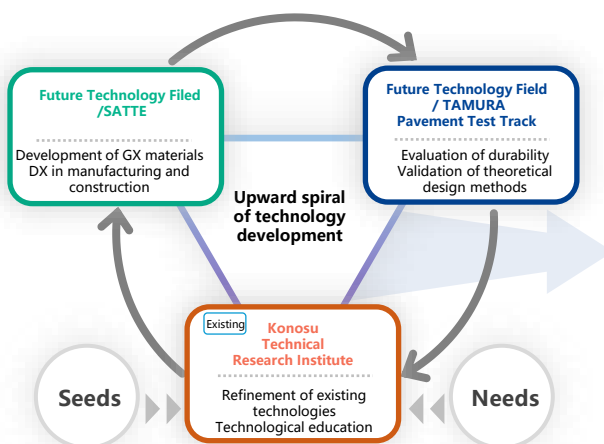 Future Technology Filed
/SATTE
Development of GX materials
DX in manufacturing and
construction
Future Technology Field
/ TAMURA
Pavement Test Track
Evaluation of durability
Validation of theoretical
design methods
Upward spiral
of technology
development
Existing
Konosu
Technical
Research Institute
Refinement of existing
technologies
Technological education
Seeds
Needs